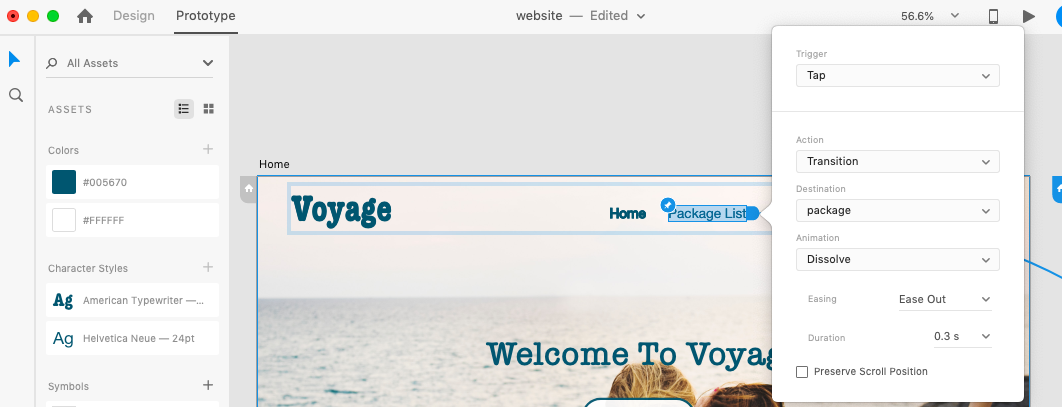 Design
Prototype
website — Edited
56.6%
All Assets
ASSETS
Colors
#005670
#FFFFFF
Character Styles
Ag American Typewriter —...
Ag Helvetica Neue — 24pt
Symbols
Home
Voyage
Home
Package List
Welcome To Voyag
Trigger
Tap
Action
Transition
Destination
package
Animation
Dissolve
Easing
Ease Out
Duration
0.3 s
Preserve Scroll Position